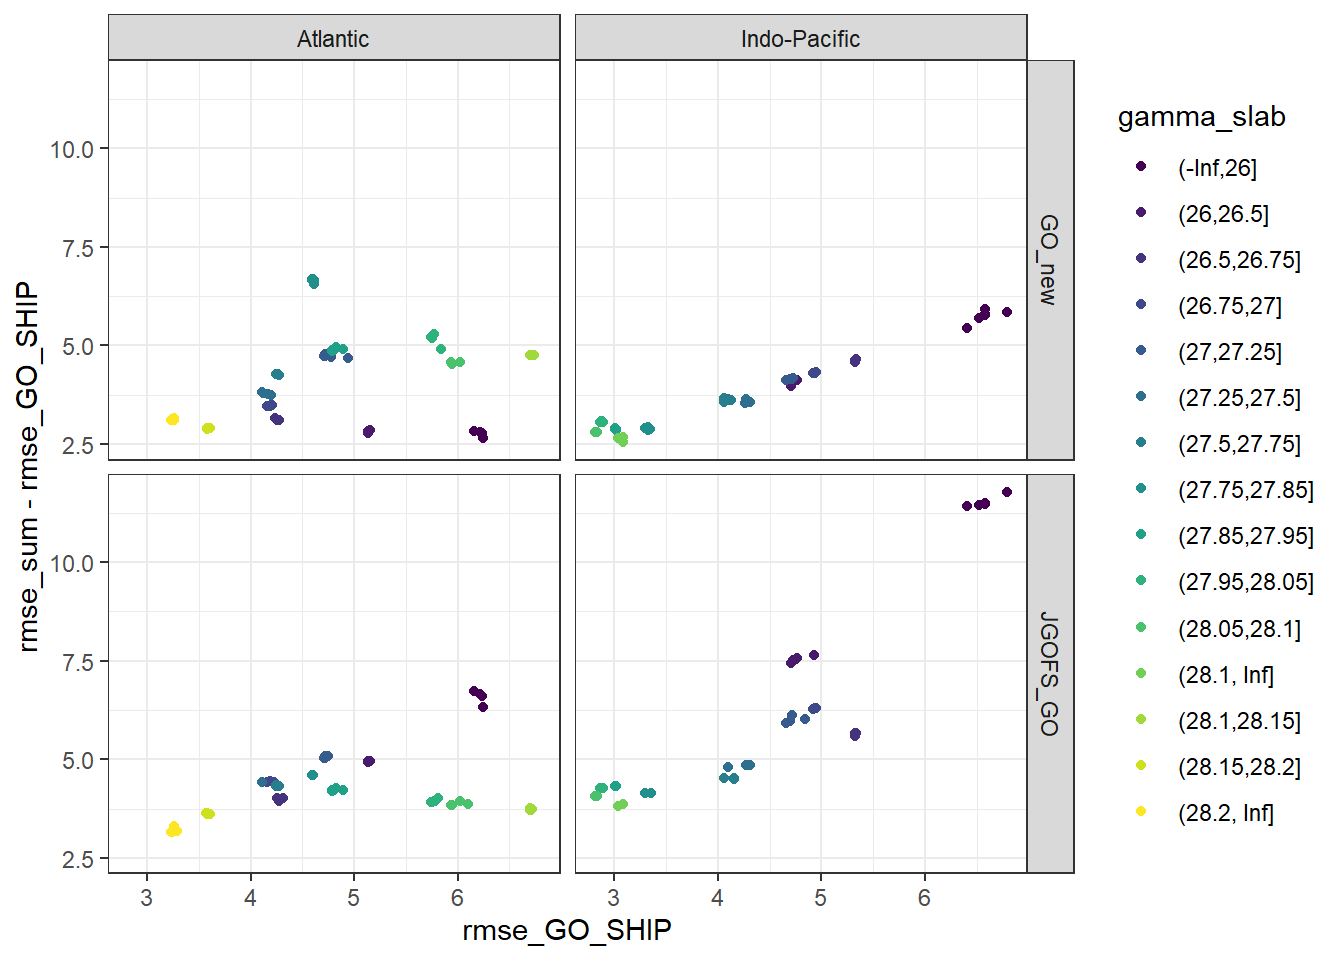 Atlantic
Indo-Pacific
10.0
7.5
5.0
2.5
GO_new
10.0
7.5
5.0
2.5
JGOFS_GO
3
4
5
6
3
4
5
6
rmse_GO_SHIP
rmse_sum - rmse_GO_SHIP
gamma_slab
(-Inf,26]
(26,26.5]
(26.5,26.75]
(26.75,27]
(27,27.25]
(27.25,27.5]
(27.5,27.75]
(27.75,27.85]
(27.85,27.95]
(27.95,28.05]
(28.05,28.1]
(28.1, Inf]
(28.1,28.15]
(28.15,28.2]
(28.2, Inf]